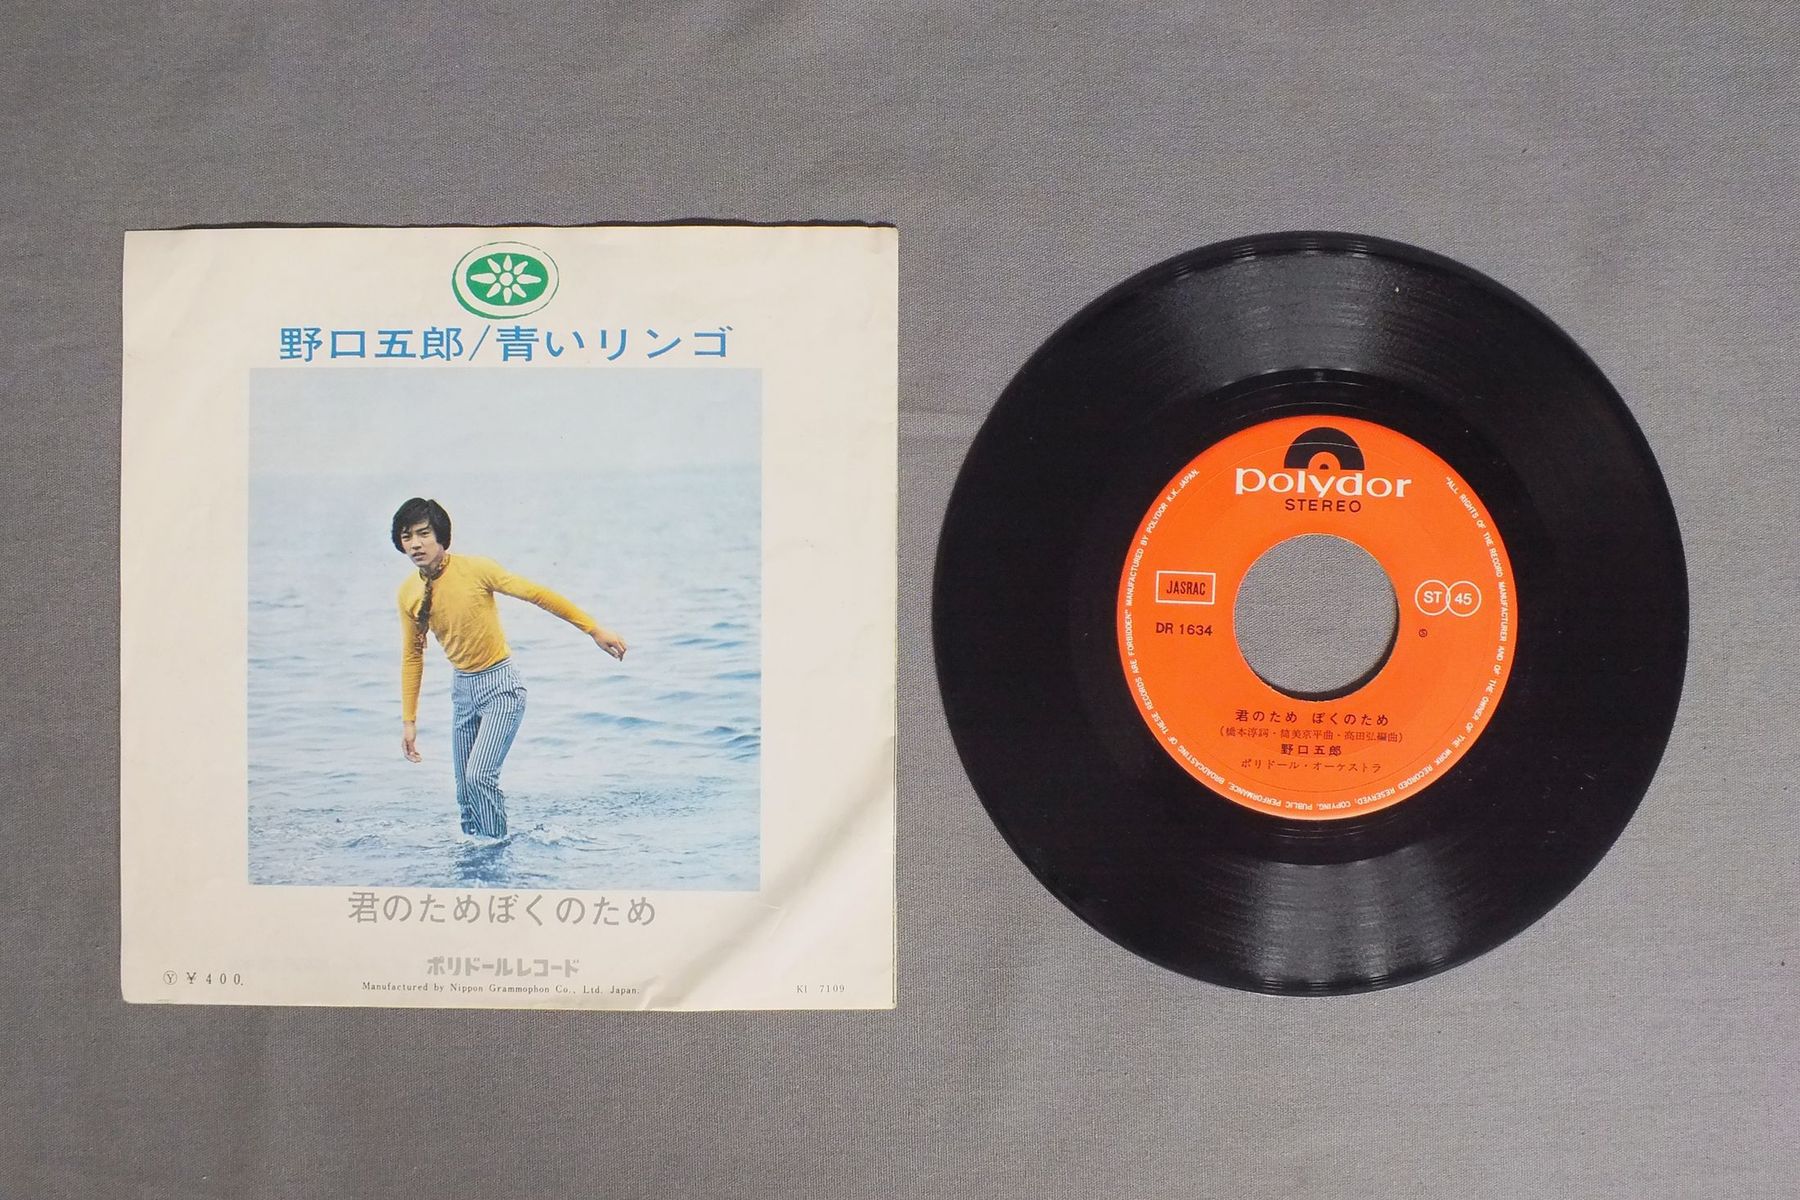 野口五郎/青いリンゴ
君のためぼくのため
ポリドールレコード
Ⓨ ¥400.
Manufactured by Nippon Grammophon Co., Ltd. Japan.
KI 7109
polydor
STEREO
JASRAC
DR 1634
ST 45
Ⓢ
君のため ぼくのため
(橋本淳詞・筒美京平曲・高田弘編曲)
野口五郎
ポリドール・オーケストラ
"ALL RIGHTS OF THE RECORD MANUFACTURER AND OF THE OWNER OF THE WORK RECORDED RESERVED, COPYING, PUBLIC PERFORMANCE, BROADCASTING OF THESE RECORDS ARE FORBIDDEN" MANUFACTURED BY POLYDOR K.K., JAPAN.